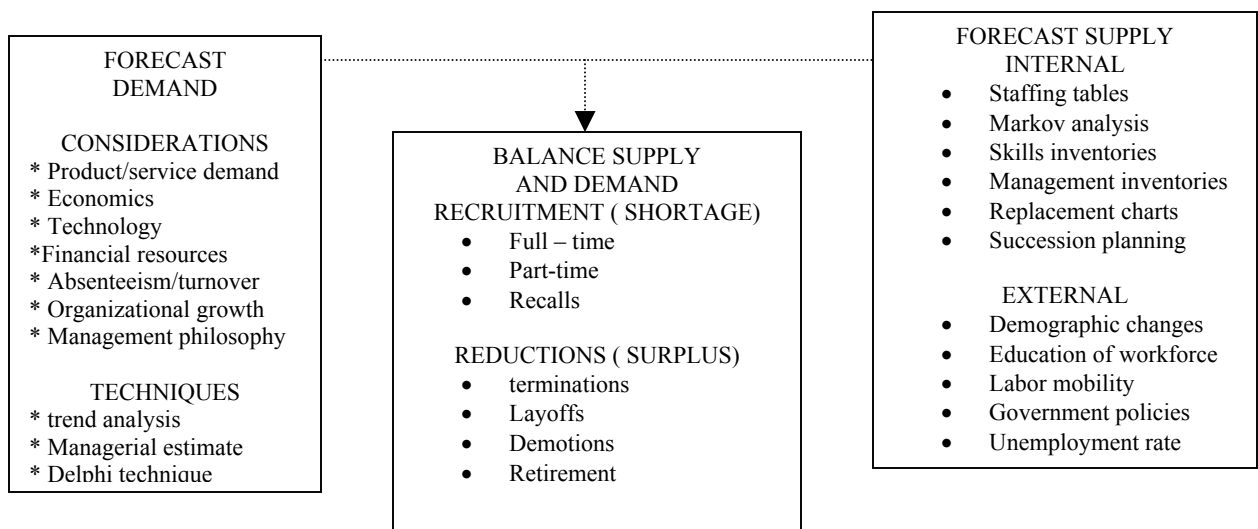 FORECAST
DEMAND
CONSIDERATIONS
* Product/service demand
* Economics
* Technology
*Financial resources
* Absenteeism/turnover
* Organizational growth
* Management philosophy
TECHNIQUES
* trend analysis
* Managerial estimate
* Delphi technique
BALANCE SUPPLY
AND DEMAND
RECRUITMENT ( SHORTAGE)
• Full – time
• Part-time
• Recalls
REDUCTIONS ( SURPLUS)
• terminations
• Layoffs
• Demotions
• Retirement
FORECAST SUPPLY
INTERNAL
• Staffing tables
• Markov analysis
• Skills inventories
• Management inventories
• Replacement charts
• Succession planning
EXTERNAL
• Demographic changes
• Education of workforce
• Labor mobility
• Government policies
• Unemployment rate